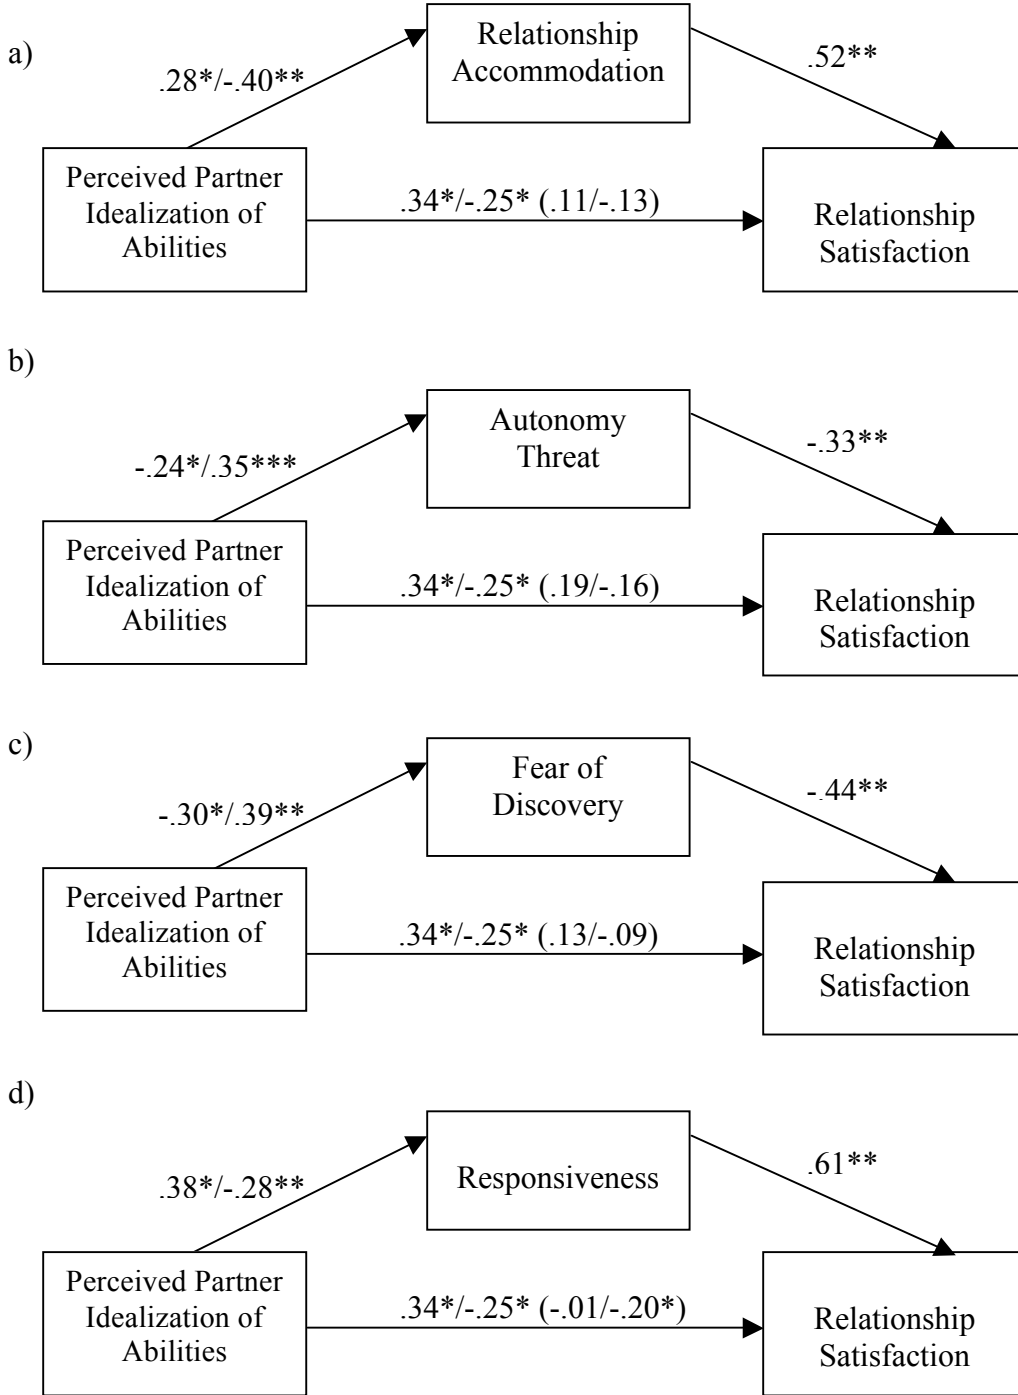 a)
Relationship
Accommodation
.28*/-.40**
.52**
Perceived Partner
Idealization of
Abilities
.34*/-.25* (.11/-.13)
Relationship
Satisfaction
b)
Autonomy
Threat
-.24*/.35***
-.33**
Perceived Partner
Idealization of
Abilities
.34*/-.25* (.19/-.16)
Relationship
Satisfaction
c)
Fear of
Discovery
-.30*/.39**
-.44**
Perceived Partner
Idealization of
Abilities
.34*/-.25* (.13/-.09)
Relationship
Satisfaction
d)
Responsiveness
.38*/-.28**
.61**
Perceived Partner
Idealization of
Abilities
.34*/-.25* (-.01/-.20*)
Relationship
Satisfaction